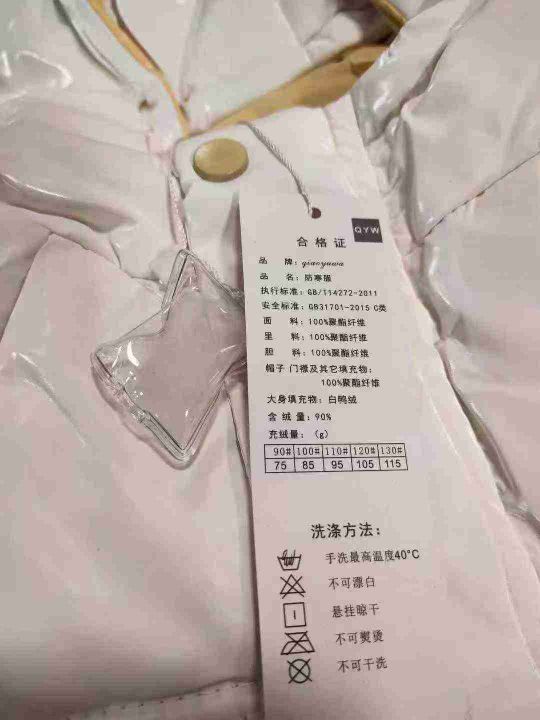 QYW
合格证
品 牌: qiaoyawa
品 名: 防寒服
执行标准: GB/T14272-2011
安全标准: GB31701-2015 C类
面 料: 100%聚酯纤维
里 料: 100%聚酯纤维
胆 料: 100%聚酯纤维
帽子 门襟及其它填充物:
100%聚酯纤维
大身填充物: 白鸭绒
含 绒 量: 90%
充绒量: (g)
90# 100# 110# 120# 130#
75 85 95 105 115
洗涤方法:
手洗最高温度40°C
不可漂白
悬挂晾干
不可熨烫
不可干洗